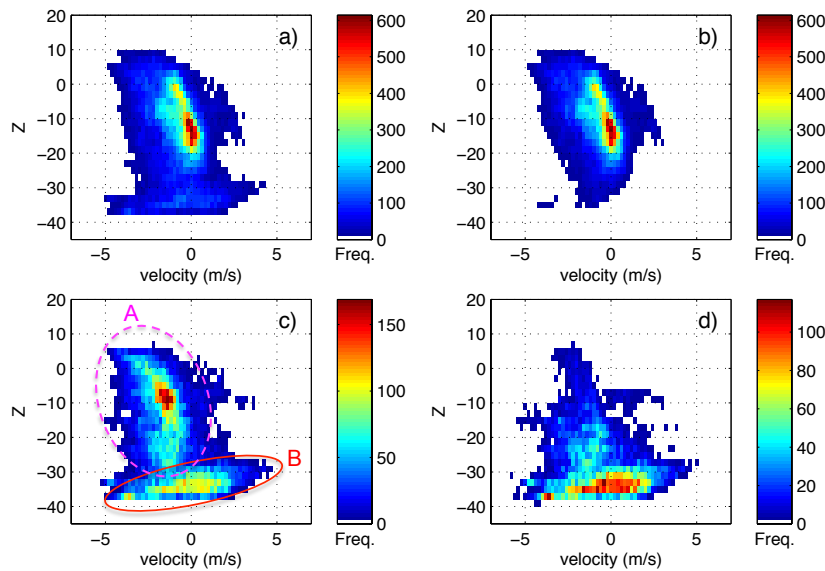 20 a) 600
10 500
0 400
−10 300
−20 200
−30 100
−40 0
−5 0 5 Freq.
Z
velocity (m/s)
20 b) 600
10 500
0 400
−10 300
−20 200
−30 100
−40 0
−5 0 5 Freq.
Z
velocity (m/s)
20 A c) 150
10
0 100
−10
−20 50
−30 B
−40 0
−5 0 5 Freq.
Z
velocity (m/s)
20 d) 100
10 80
0 60
−10 40
−20 20
−30 0
−40
−5 0 5 Freq.
Z
velocity (m/s)